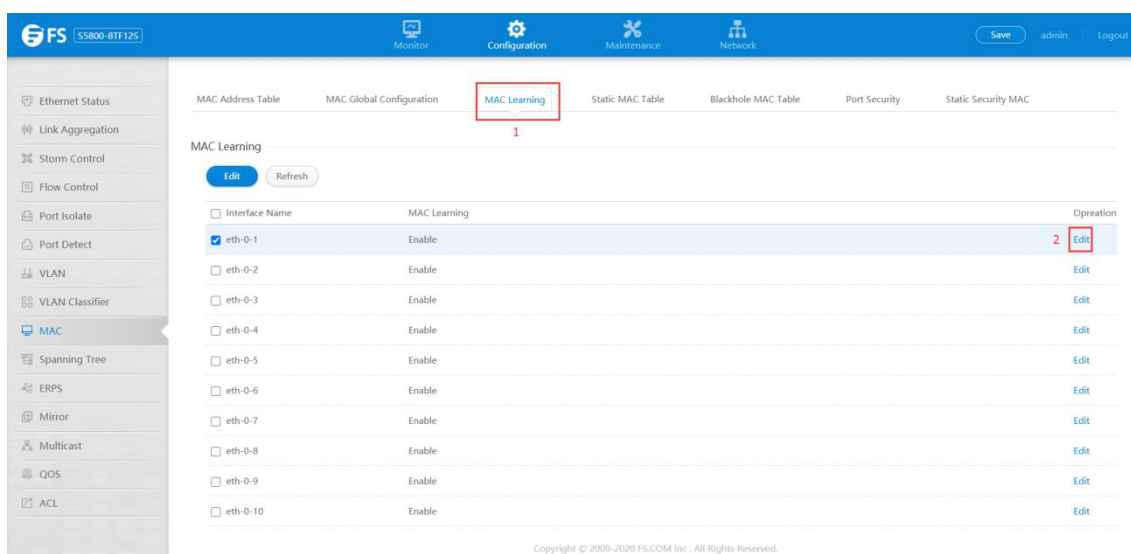 FS S5800-8TF12S Monitor Configuration Maintenance Network Save admin Logout
MAC Address Table MAC Global Configuration MAC Learning Static MAC Table Blackhole MAC Table Port Security Static Security MAC
1
Ethernet Status
Link Aggregation
Storm Control
Flow Control
Port Isolate
Port Detect
VLAN
VLAN Classifier
MAC
Spanning Tree
ERPS
Mirror
Multicast
QOS
ACL
MAC Learning
Edit Refresh
Interface Name MAC Learning Opreation
eth-0-1 Enable 2 Edit
eth-0-2 Enable Edit
eth-0-3 Enable Edit
eth-0-4 Enable Edit
eth-0-5 Enable Edit
eth-0-6 Enable Edit
eth-0-7 Enable Edit
eth-0-8 Enable Edit
eth-0-9 Enable Edit
eth-0-10 Enable Edit
Copyright © 2009-2020 FS.COM Inc . All Rights Reserved.